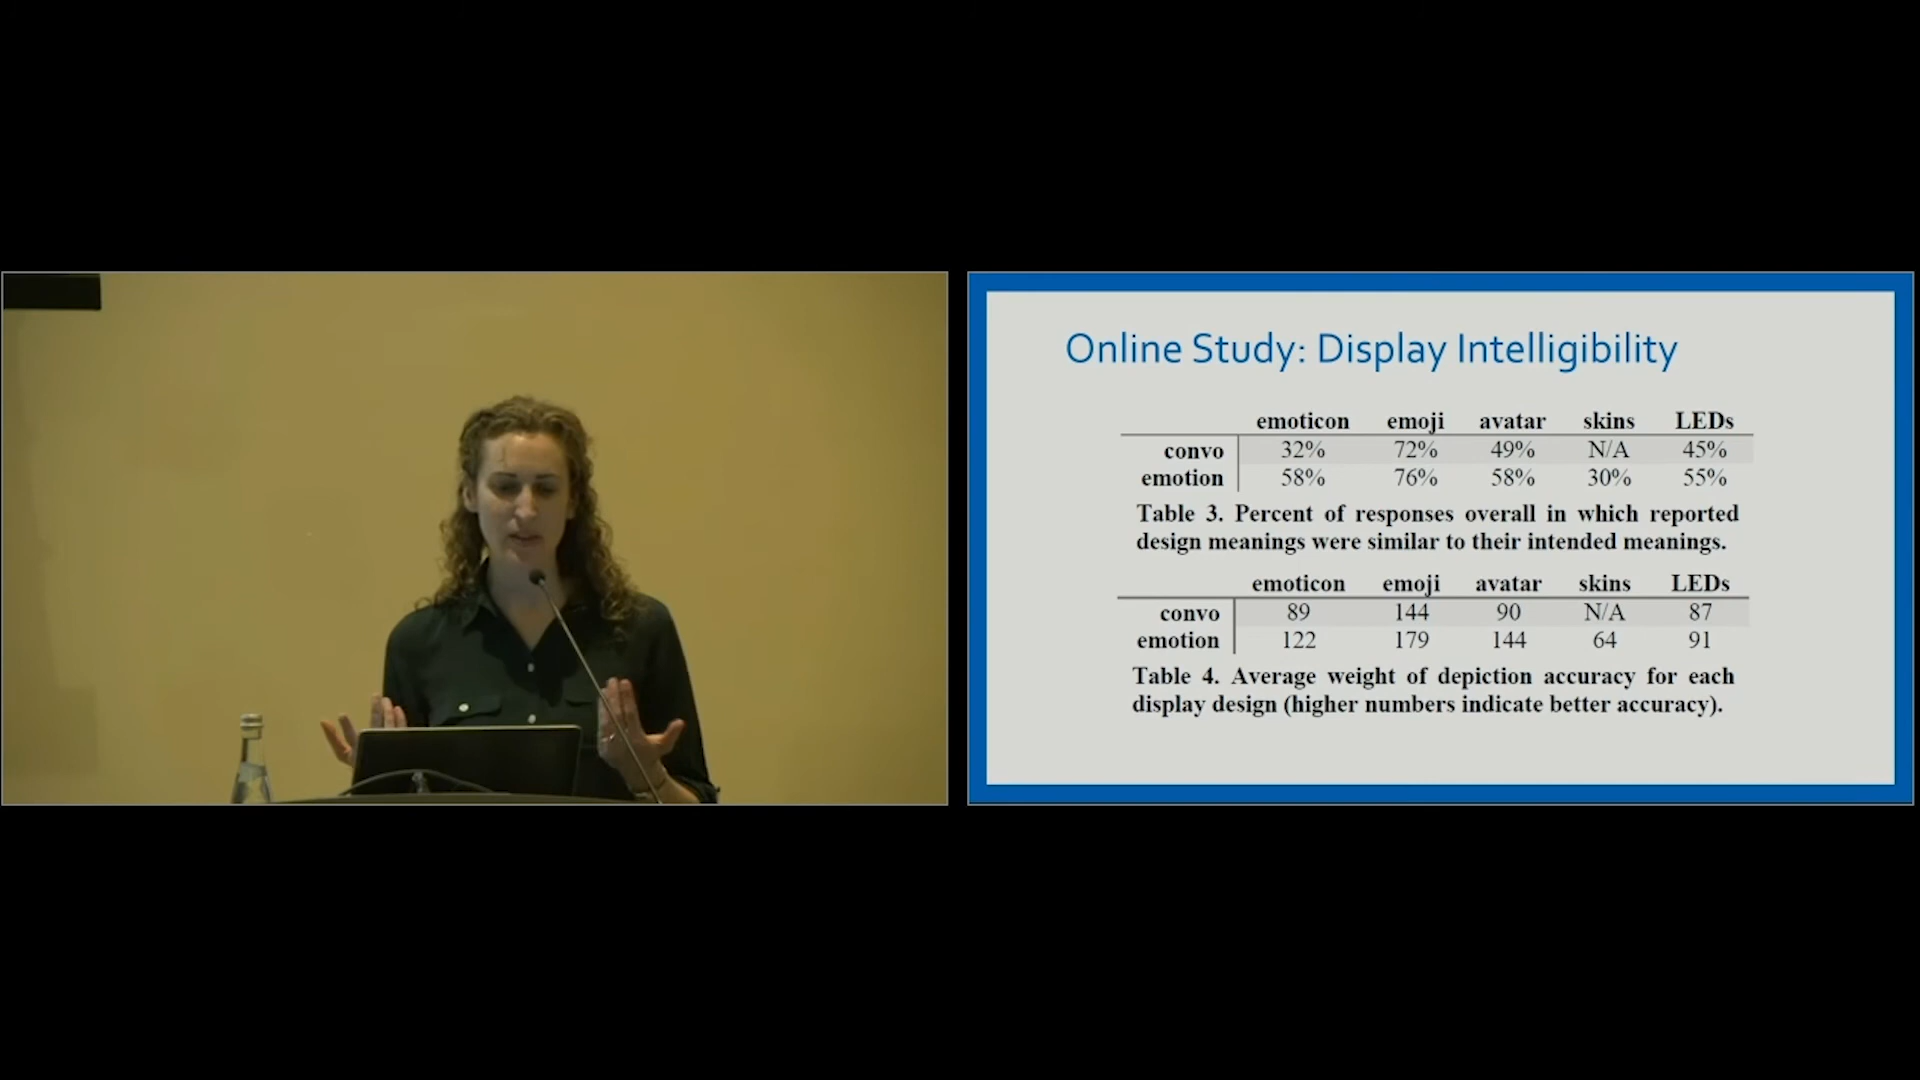 Online Study: Display Intelligibility
emoticon emoji avatar skins LEDs
convo 32% 72% 49% N/A 45%
emotion 58% 76% 58% 30% 55%
Table 3. Percent of responses overall in which reported
design meanings were similar to their intended meanings.
emoticon emoji avatar skins LEDs
convo 89 144 90 N/A 87
emotion 122 179 144 64 91
Table 4. Average weight of depiction accuracy for each
display design (higher numbers indicate better accuracy).